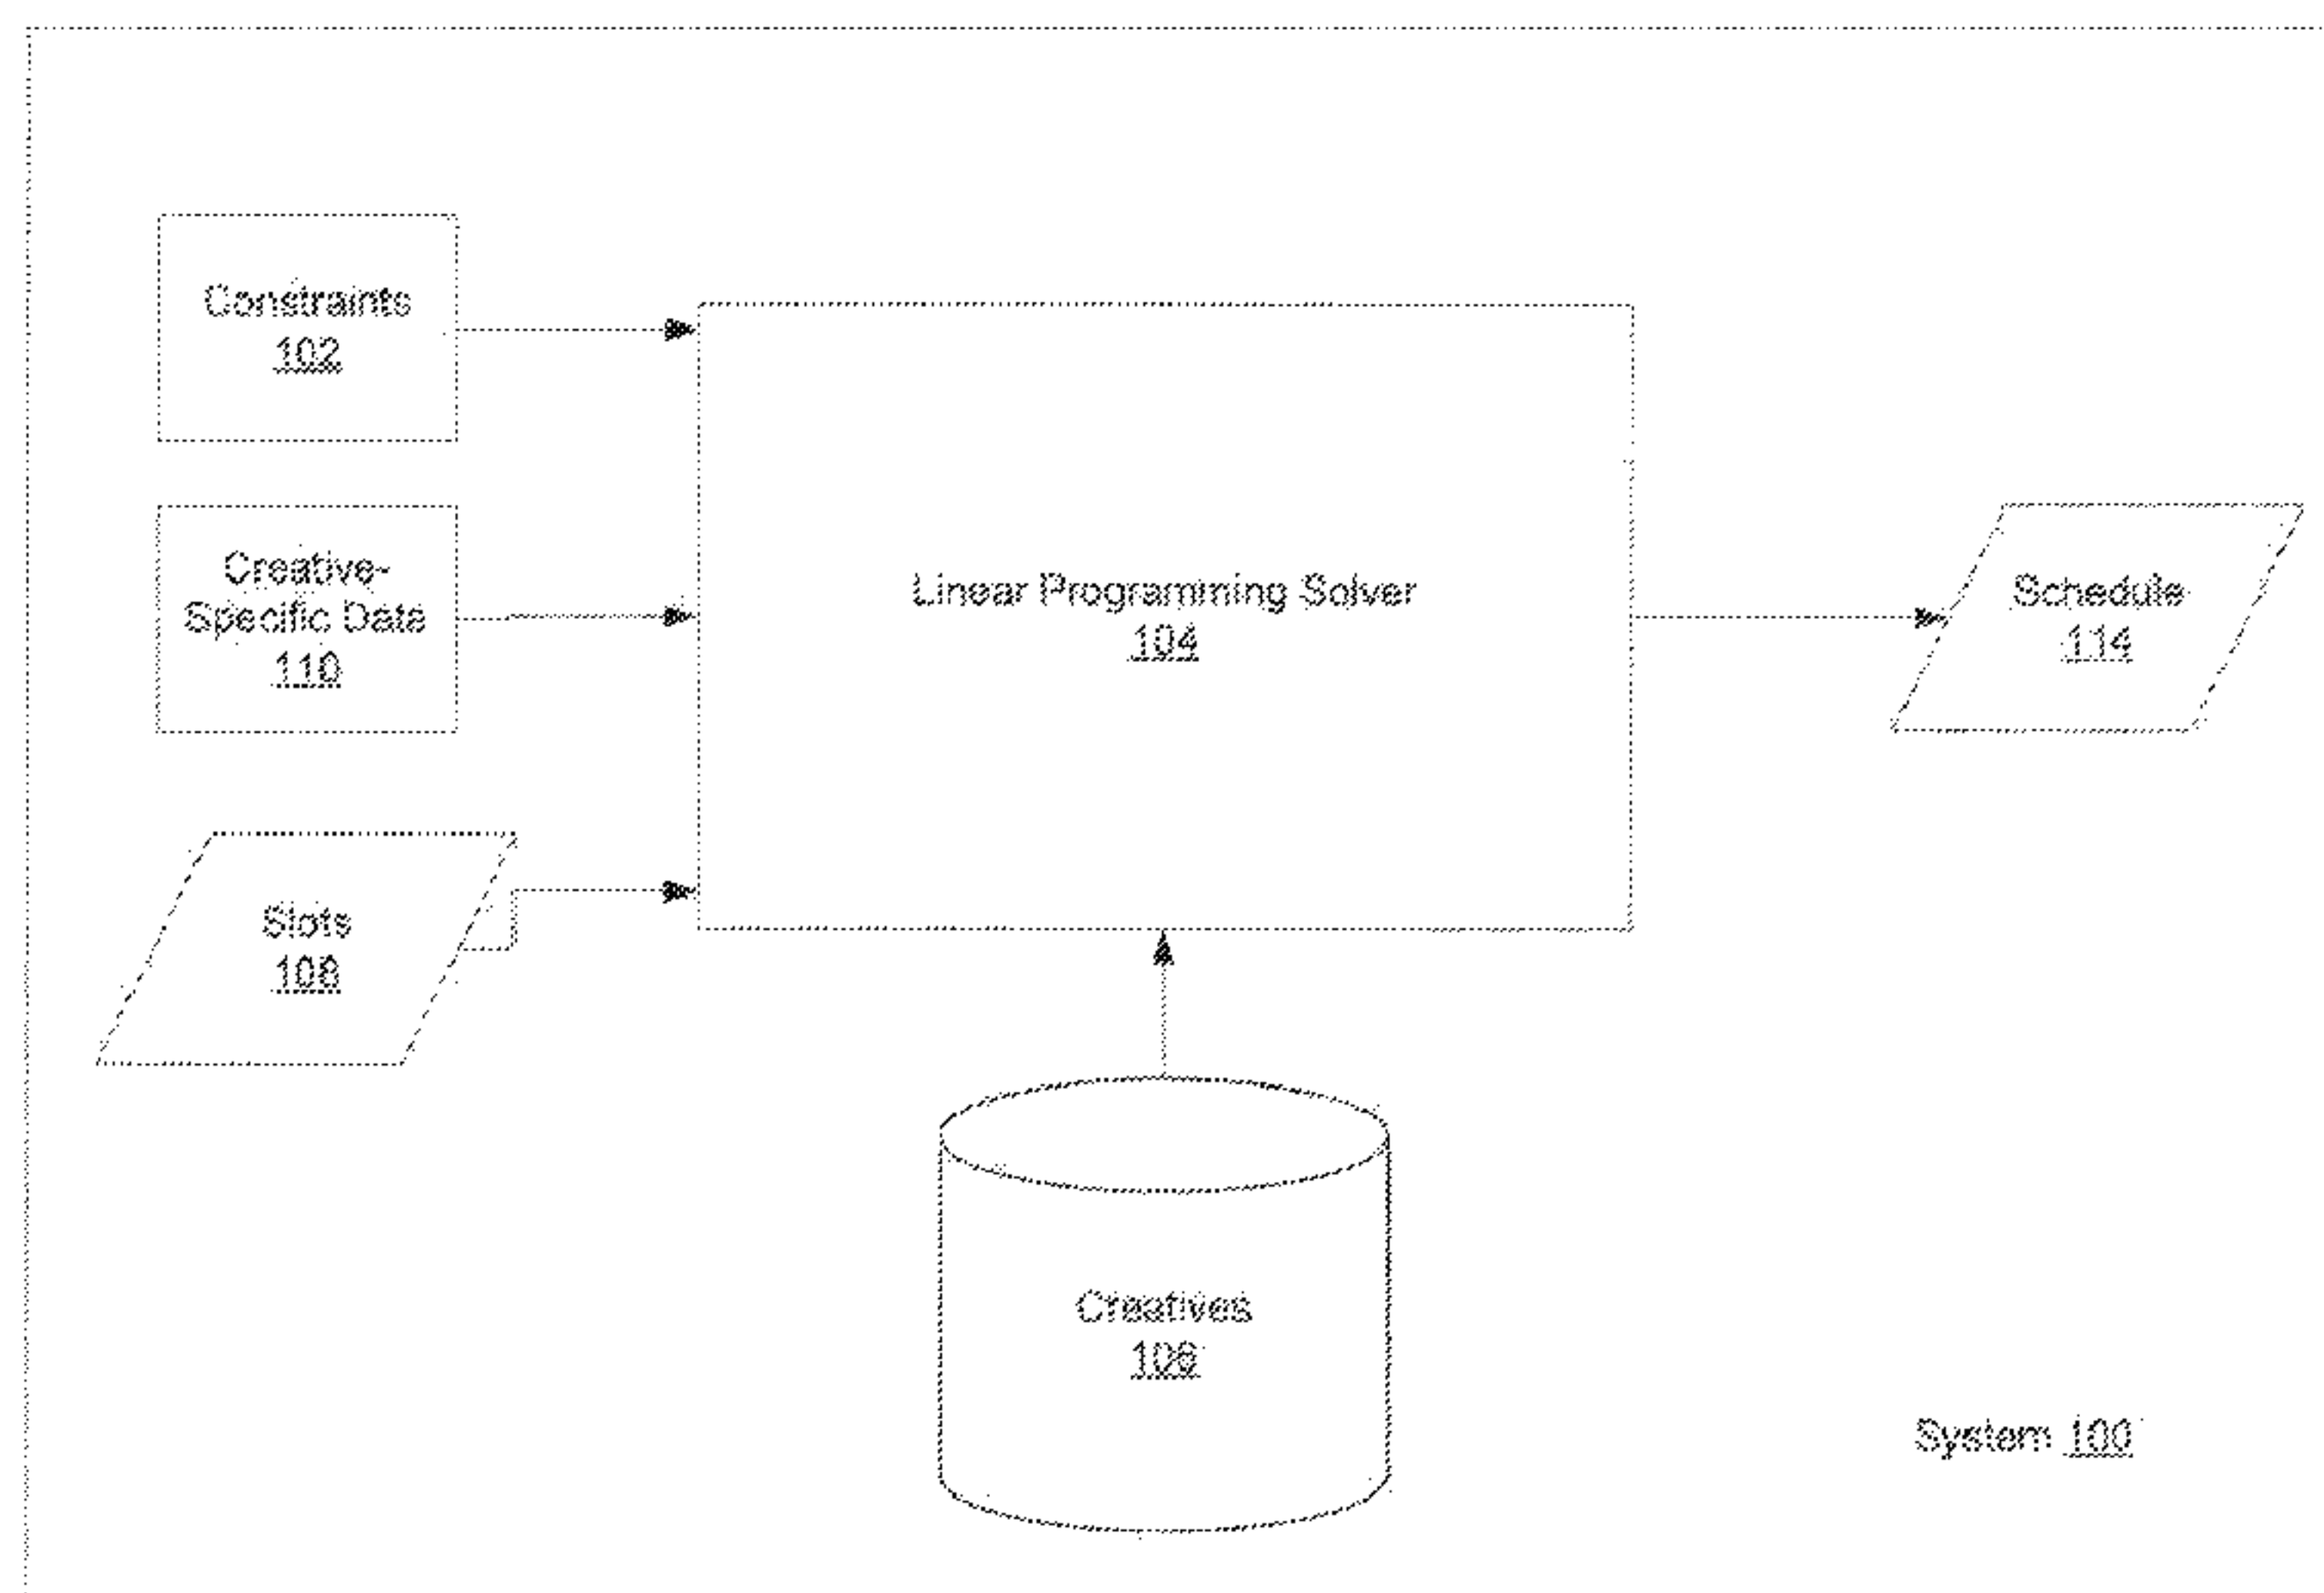 Constraints
102
Creative-
Specific Data
110
Linear Programming Solver
104
Schedule
114
Slots
108
Creatives
106
System 100